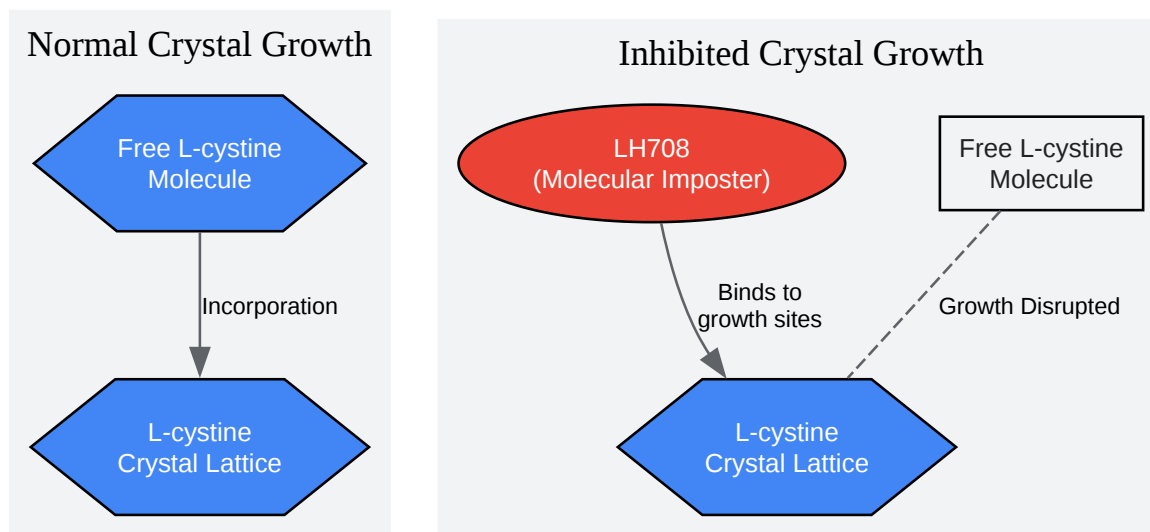 Normal Crystal Growth
Free L-cystine
Molecule
Incorporation
L-cystine
Crystal Lattice
Inhibited Crystal Growth
LH708
(Molecular Imposter)
Free L-cystine
Molecule
Binds to
growth sites
Growth Disrupted
L-cystine
Crystal Lattice